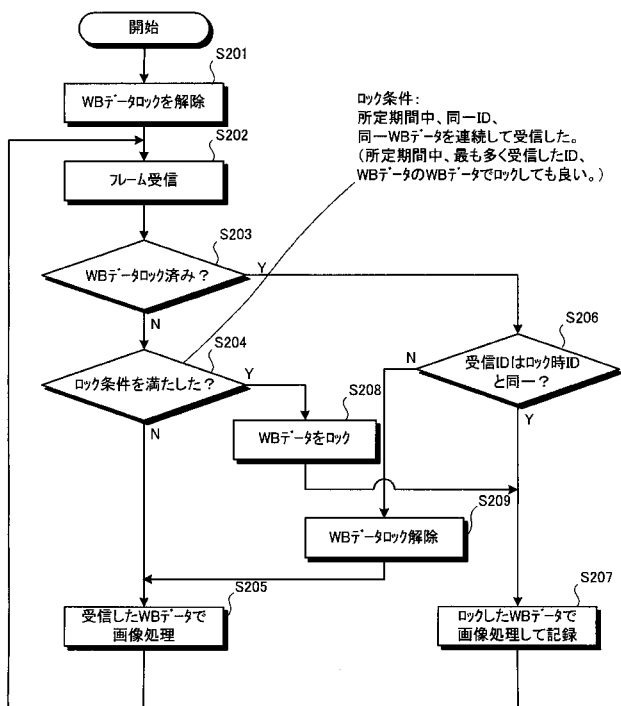 開始
S201
WBデータロックを解除
S202
フレーム受信
ロック条件:
所定期間中、同一ID、
同一WBデータを連続して受信した。
(所定期間中、最も多く受信したID、
WBデータのWBデータでロックしても良い。)
S203
WBデータロック済み?
Y
N
S204
ロック条件を満たした?
Y
N
S206
受信IDはロック時ID
と同一?
N
Y
S208
WBデータをロック
S209
WBデータロック解除
S205
受信したWBデータで
画像処理
S207
ロックしたWBデータで
画像処理して記録